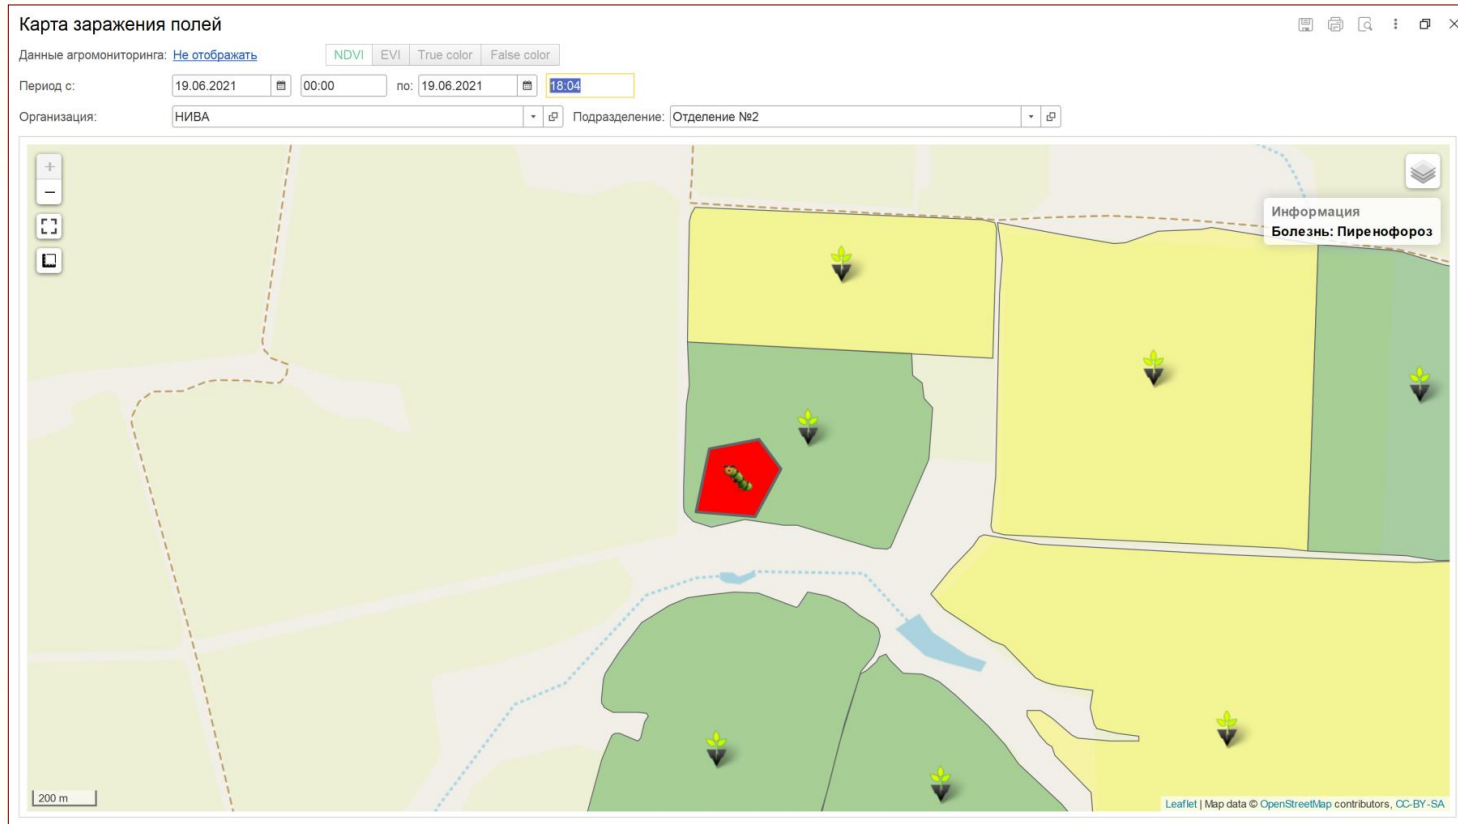 Карта заражения полей
Данные агромониторинга: Не отображать NDVI EVI True color False color
Период с: 19.06.2021 00:00 по: 19.06.2021 18:04
Организация: НИВА Подразделение: Отделение №2
+
−
Информация
Болезнь: Пиренофороз
200 m
Leaflet | Map data © OpenStreetMap contributors, CC-BY-SA